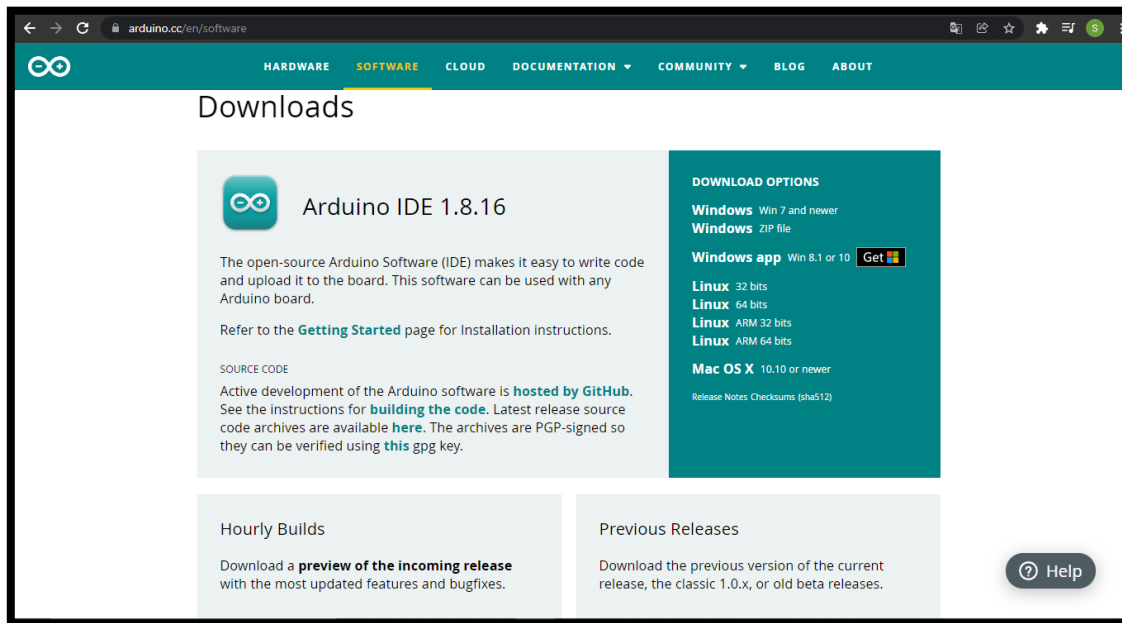 arduino.cc/en/software
S
HARDWARE SOFTWARE CLOUD DOCUMENTATION COMMUNITY BLOG ABOUT
Downloads
Arduino IDE 1.8.16
The open-source Arduino Software (IDE) makes it easy to write code
and upload it to the board. This software can be used with any
Arduino board.
Refer to the Getting Started page for Installation instructions.
SOURCE CODE
Active development of the Arduino software is hosted by GitHub.
See the instructions for building the code. Latest release source
code archives are available here. The archives are PGP-signed so
they can be verified using this gpg key.
DOWNLOAD OPTIONS
Windows Win 7 and newer
Windows ZIP file
Windows app Win 8.1 or 10 Get
Linux 32 bits
Linux 64 bits
Linux ARM 32 bits
Linux ARM 64 bits
Mac OS X 10.10 or newer
Release Notes Checksums (sha512)
Hourly Builds
Download a preview of the incoming release
with the most updated features and bugfixes.
Previous Releases
Download the previous version of the current
release, the classic 1.0.x, or old beta releases.
Help